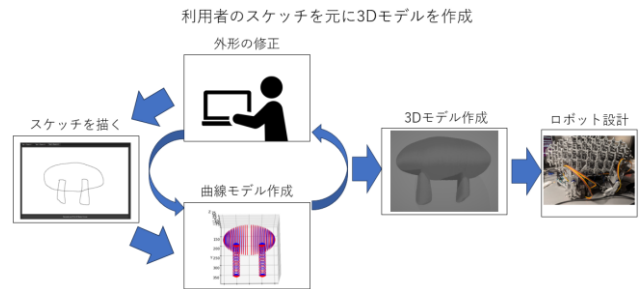 利用者のスケッチを元に3Dモデルを作成
外形の修正
スケッチを描く
3Dモデル作成
ロボット設計
曲線モデル作成